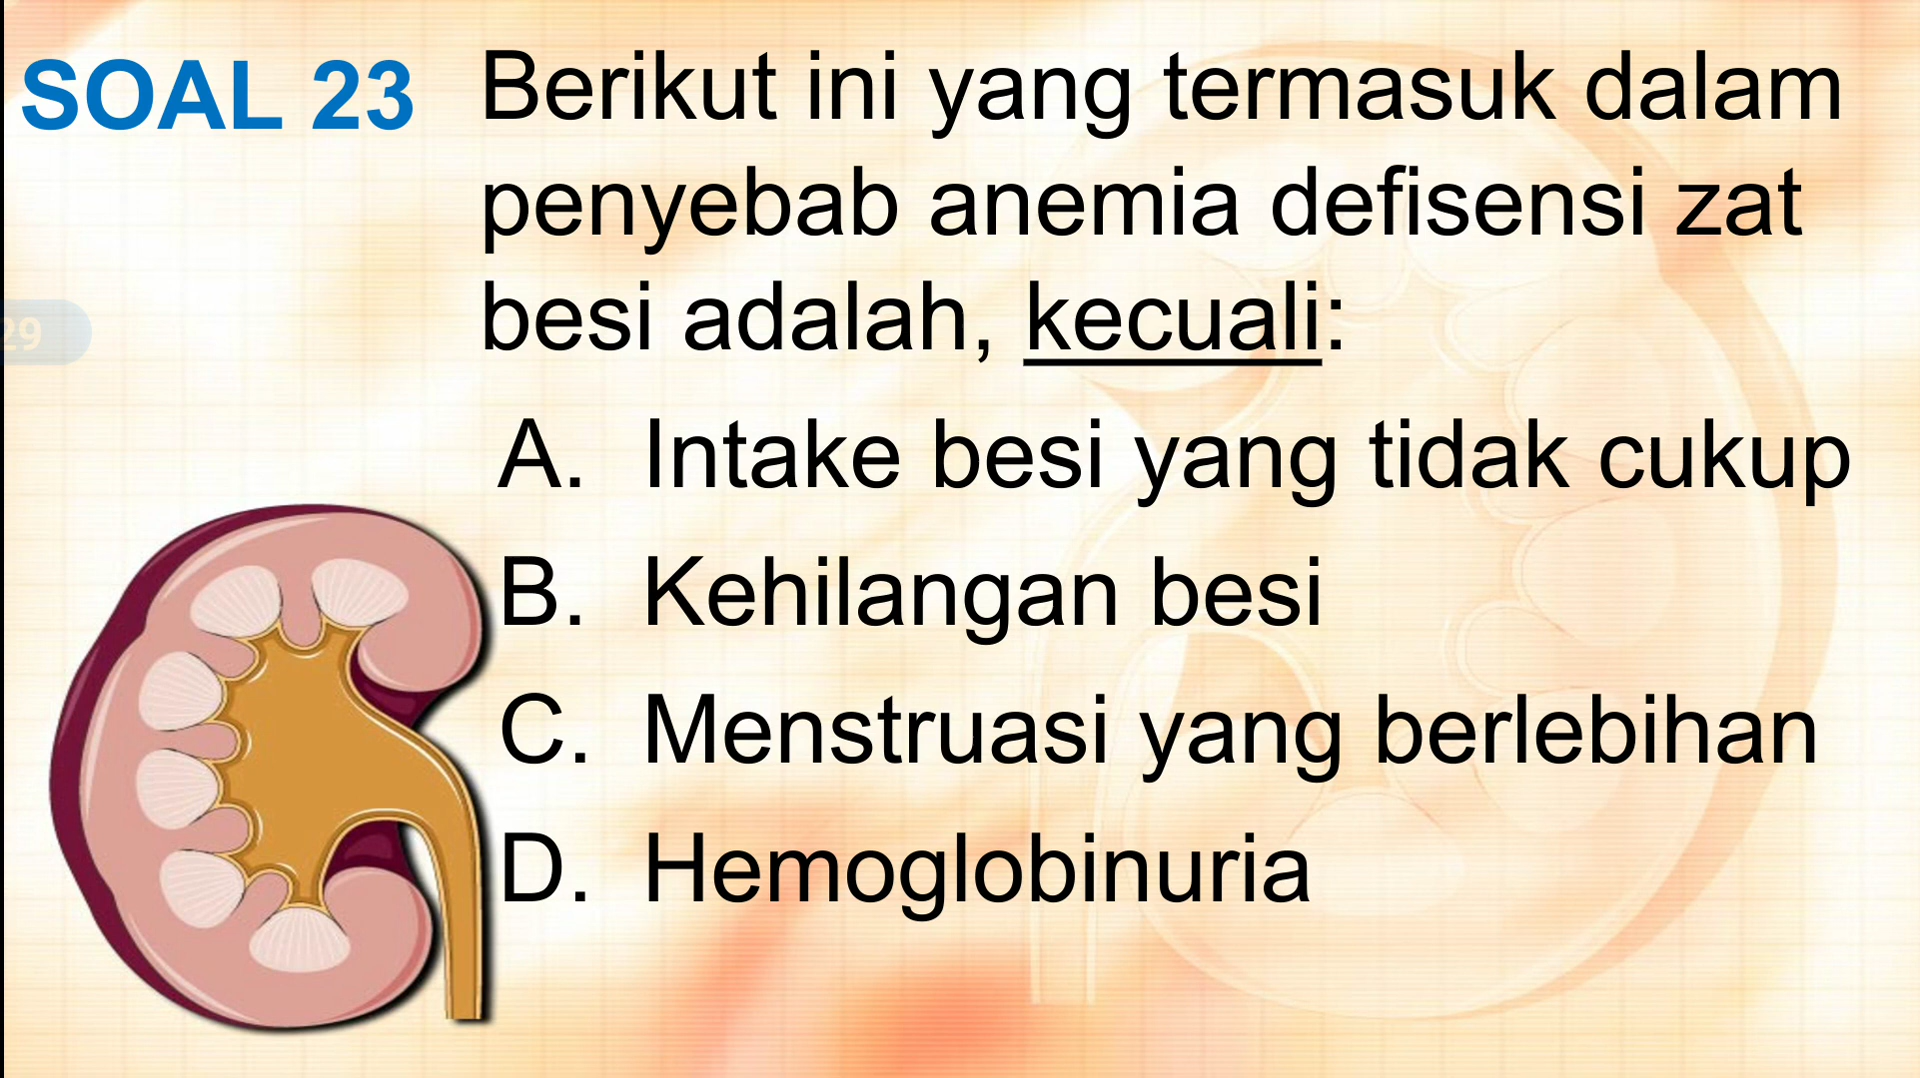 SOAL 23
Berikut ini yang termasuk dalam
penyebab anemia defisensi zat
besi adalah, kecuali:
29
A. Intake besi yang tidak cukup
B. Kehilangan besi
C. Menstruasi yang berlebihan
D. Hemoglobinuria